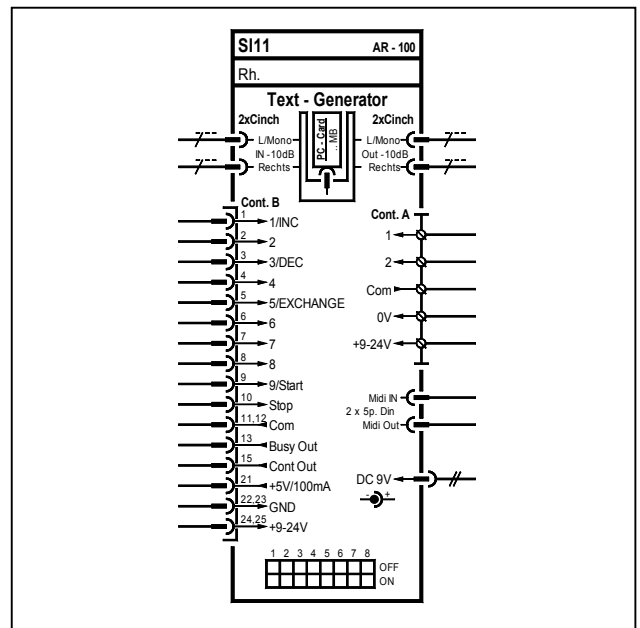 SI11 AR - 100
Rh.
Text - Generator
2xCinch 2xCinch
PC - Card
.. MB
L/Mono L/Mono
IN -10dB Out -10dB
Rechts Rechts
Cont. B
1 1/INC
2 2
3 3/DEC
4 4
5 5/EXCHANGE
6 6
7 7
8 8
9 9/Start
10 Stop
11,12 Com
13 Busy Out
15 Cont Out
21 +5V/100mA
22,23 GND
24,25 +9-24V
Cont. A
1
2
Com
0V
+9-24V
Midi IN
2 x 5p. Din
Midi Out
DC 9V
- +
1 2 3 4 5 6 7 8
OFF
ON